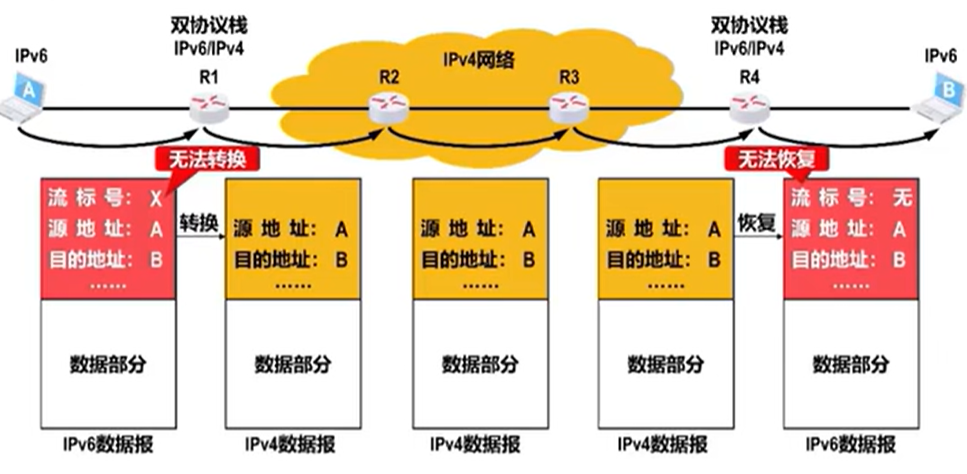 双协议栈
IPv6/IPv4
双协议栈
IPv6/IPv4
IPv6
IPv4网络
IPv6
R1
R2
R3
R4
A
B
无法转换
无法恢复
流标号： X
源地址： A
目的地址： B
……
数据部分
IPv6数据报
转换
源地址： A
目的地址： B
……
数据部分
IPv4数据报
源地址： A
目的地址： B
……
数据部分
IPv4数据报
源地址： A
目的地址： B
……
数据部分
IPv4数据报
恢复
流标号： 无
源地址： A
目的地址： B
……
数据部分
IPv6数据报